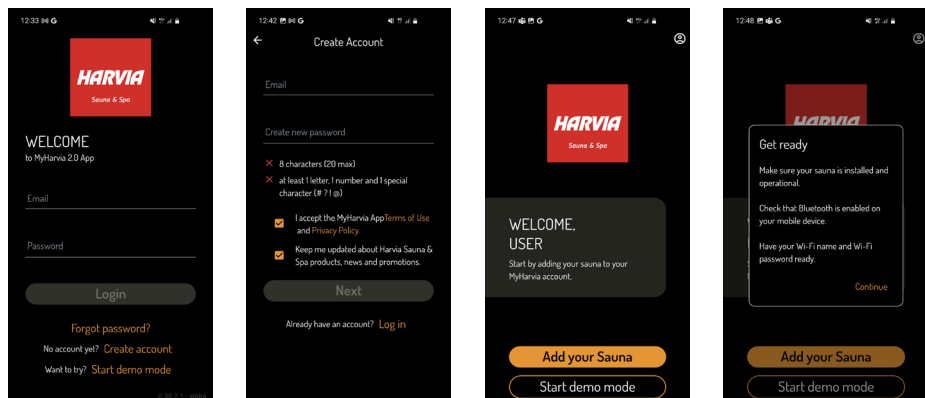 12:33 G
HARVIA
Sauna & Spa
WELCOME
to MyHarvia 2.0 App
Email
Password
Login
Forgot password?
No account yet? Create account
Want to try? Start demo mode
0.30.2.1 - alpha
12:42 G
Create Account
Email
Create new password
8 characters (20 max)
at least 1 letter, 1 number and 1 special
character (# ? ! @)
I accept the MyHarvia AppTerms of Use
and Privacy Policy.
Keep me updated about Harvia Sauna &
Spa products, news and promotions.
Next
Already have an account? Log in
12:47 G
HARVIA
Sauna & Spa
WELCOME,
USER
Start by adding your sauna to your
MyHarvia account.
Add your Sauna
Start demo mode
12:48 G
HARVIA
Get ready
Make sure your sauna is installed and
operational.
Check that Bluetooth is enabled on
your mobile device.
Have your Wi-Fi name and Wi-Fi
password ready.
Continue
Add your Sauna
Start demo mode